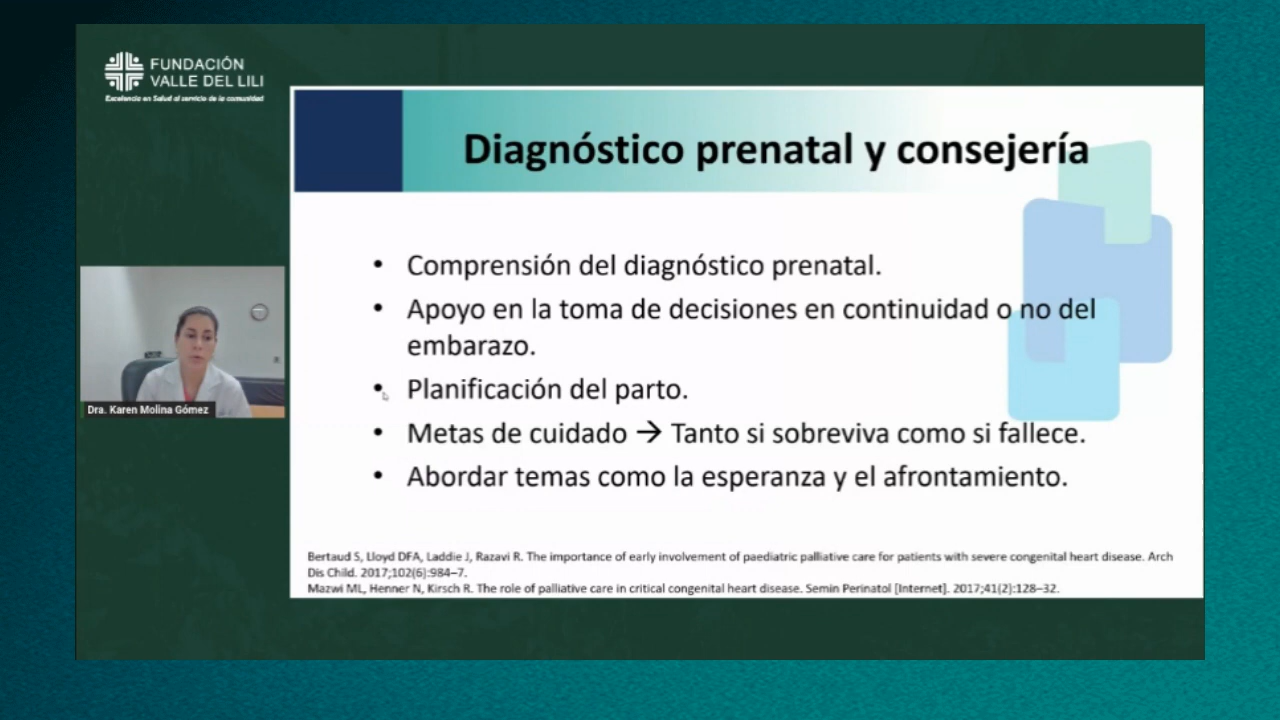 FUNDACIÓN
VALLE DEL LILI
Excelencia en Salud al servicio de la comunidad
Diagnóstico prenatal y consejería
• Comprensión del diagnóstico prenatal.
• Apoyo en la toma de decisiones en continuidad o no del
embarazo.
• Planificación del parto.
• Metas de cuidado → Tanto si sobreviva como si fallece.
• Abordar temas como la esperanza y el afrontamiento.
Dra. Karen Molina Gómez
Bertaud S, Lloyd DFA, Laddie J, Razavi R. The importance of early involvement of paediatric palliative care for patients with severe congenital heart disease. Arch
Dis Child. 2017;102(6):984–7.
Mazwi ML, Henner N, Kirsch R. The role of palliative care in critical congenital heart disease. Semin Perinatol [Internet]. 2017;41(2):128–32.